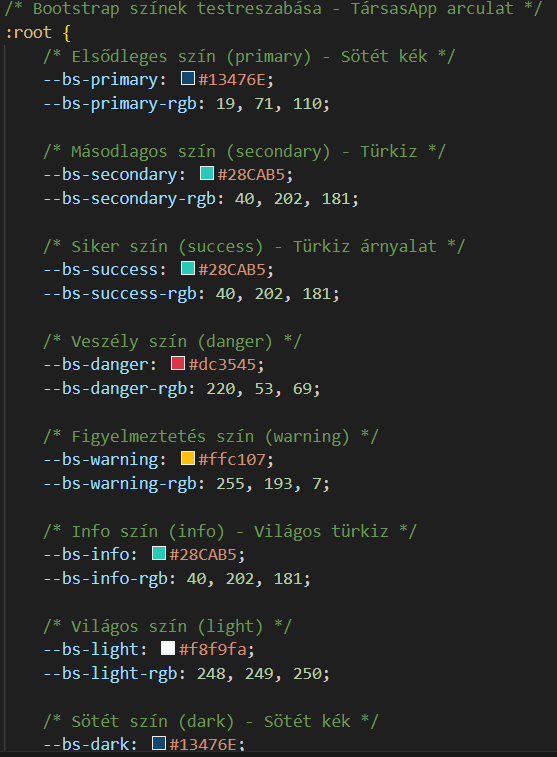 /* Bootstrap színek testreszabása - TársasApp arculat */
:root {
/* Elsődleges szín (primary) - Sötét kék */
--bs-primary: #13476E;
--bs-primary-rgb: 19, 71, 110;
/* Másodlagos szín (secondary) - Türkiz */
--bs-secondary: #28CAB5;
--bs-secondary-rgb: 40, 202, 181;
/* Siker szín (success) - Türkiz árnyalat */
--bs-success: #28CAB5;
--bs-success-rgb: 40, 202, 181;
/* Veszély szín (danger) */
--bs-danger: #dc3545;
--bs-danger-rgb: 220, 53, 69;
/* Figyelmeztetés szín (warning) */
--bs-warning: #ffc107;
--bs-warning-rgb: 255, 193, 7;
/* Info szín (info) - Világos türkiz */
--bs-info: #28CAB5;
--bs-info-rgb: 40, 202, 181;
/* Világos szín (light) */
--bs-light: #f8f9fa;
--bs-light-rgb: 248, 249, 250;
/* Sötét szín (dark) - Sötét kék */
--bs-dark: #13476E;